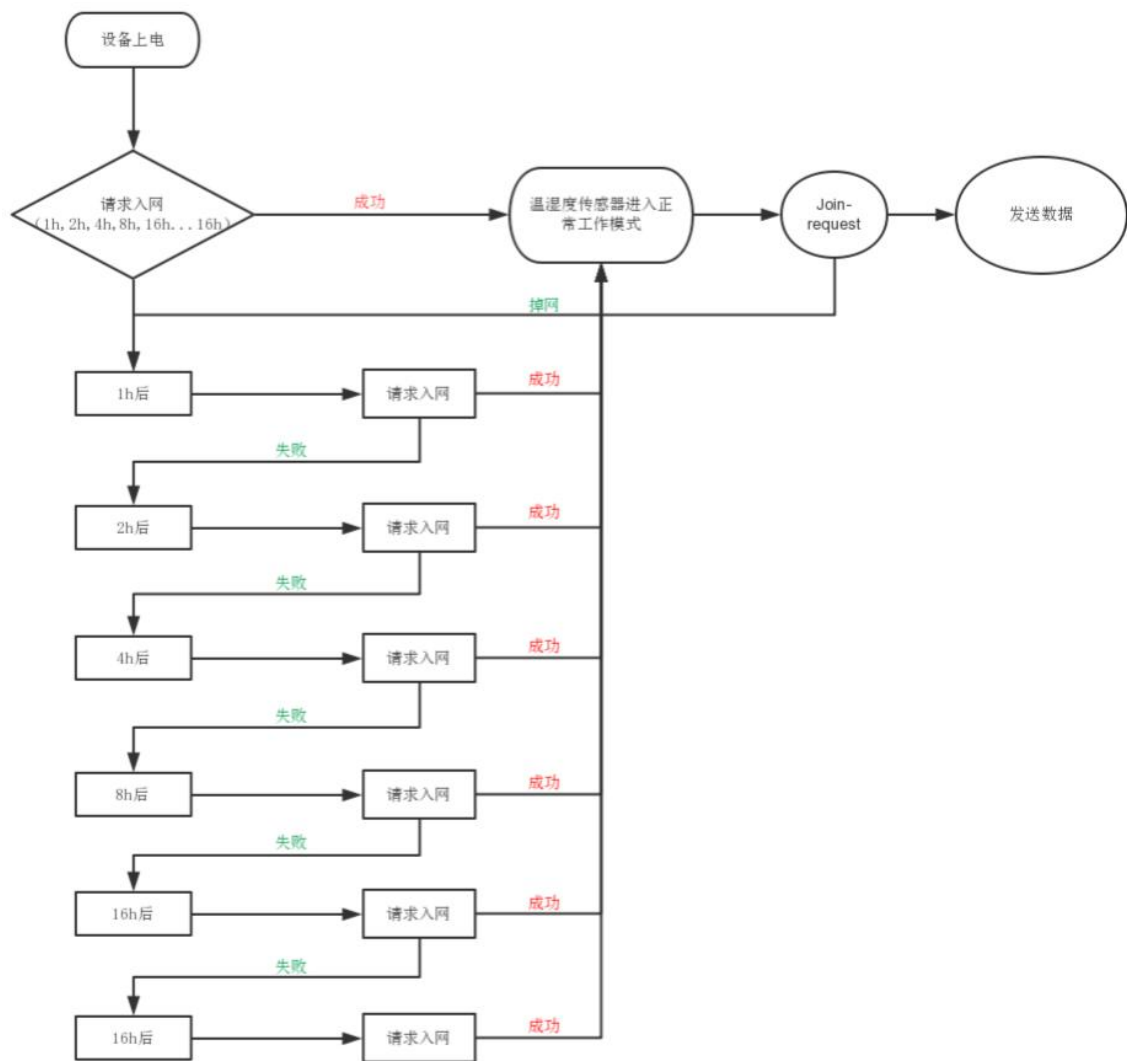 设备上电
请求入网
(1h,2h,4h,8h,16h...16h)
成功
温湿度传感器进入正
常工作模式
Join-
request
发送数据
掉网
1h后
请求入网
成功
失败
2h后
请求入网
成功
失败
4h后
请求入网
成功
失败
8h后
请求入网
成功
失败
16h后
请求入网
成功
失败
16h后
请求入网
成功